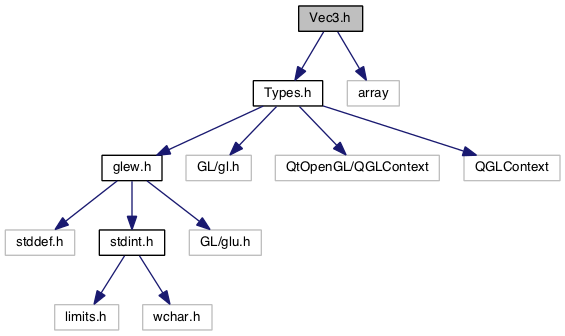 Vec3.h
Types.h
array
glew.h
GL/gl.h
QtOpenGL/QGLContext
QGLContext
stddef.h
stdint.h
GL/glu.h
limits.h
wchar.h